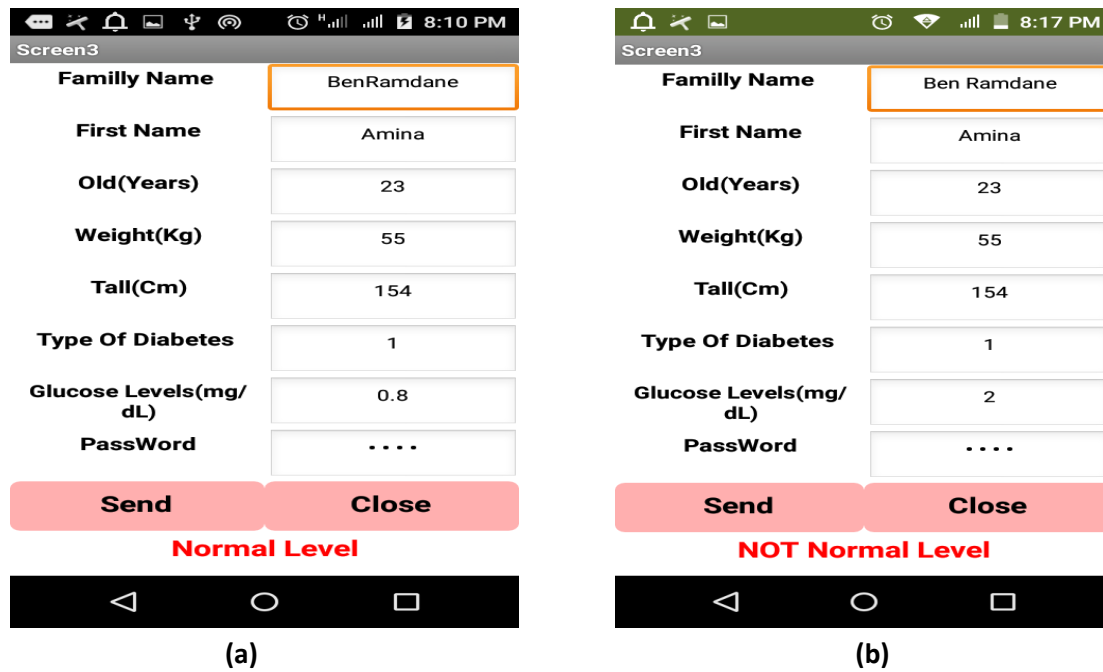 8:10 PM
Screen3
Familly Name BenRamdane
First Name Amina
Old(Years) 23
Weight(Kg) 55
Tall(Cm) 154
Type Of Diabetes 1
Glucose Levels(mg/
dL) 0.8
PassWord ····
Send Close
Normal Level
(a)
8:17 PM
Screen3
Familly Name Ben Ramdane
First Name Amina
Old(Years) 23
Weight(Kg) 55
Tall(Cm) 154
Type Of Diabetes 1
Glucose Levels(mg/
dL) 2
PassWord ····
Send Close
NOT Normal Level
(b)